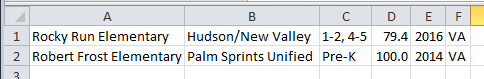 A B C D E F
1 Rocky Run Elementary Hudson/New Valley 1-2, 4-5 79.4 2016 VA
2 Robert Frost Elementary Palm Sprints Unified Pre-K 100.0 2014 VA
3